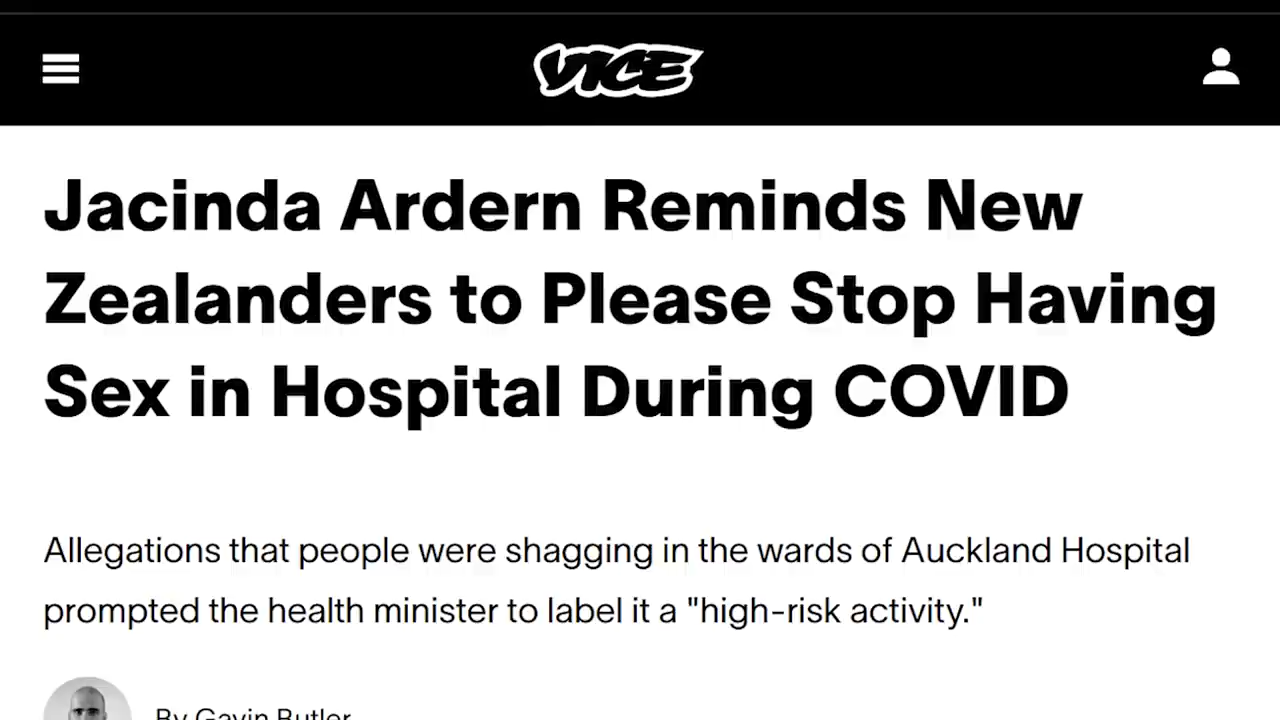 VICE
Jacinda Ardern Reminds New
Zealanders to Please Stop Having
Sex in Hospital During COVID
Allegations that people were shagging in the wards of Auckland Hospital
prompted the health minister to label it a "high-risk activity."
By Gavin Butler